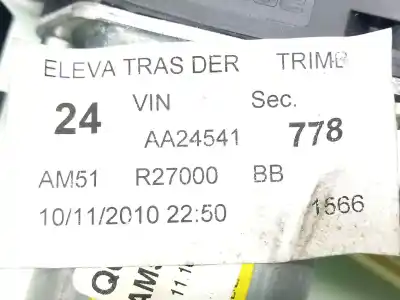 ELEVA TRAS DER TRIM
24 VIN Sec.
AA24541 778
AM51 R27000 BB
10/11/2010 22:50 1566